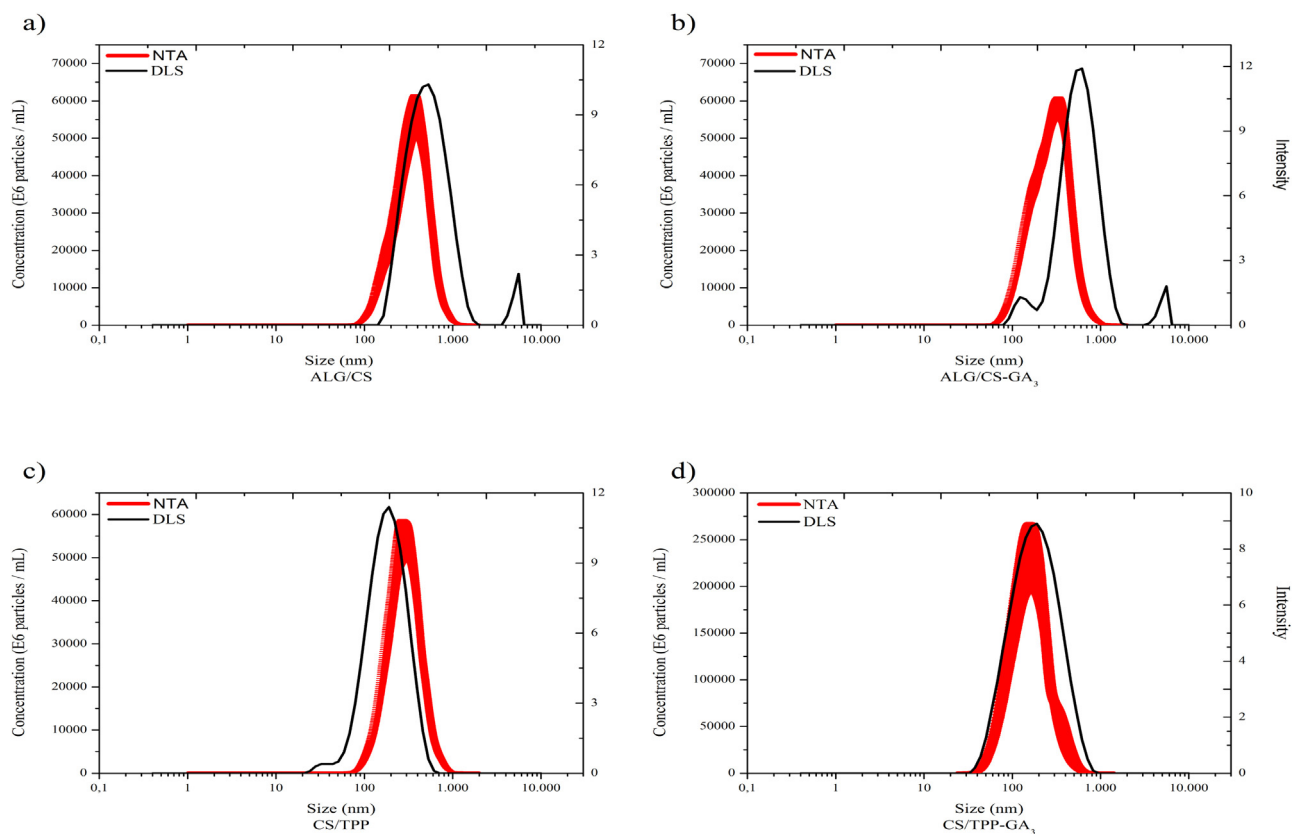 a)
NTA
DLS
Concentration (E6 particles / mL)
70000
60000
50000
40000
30000
20000
10000
0
12
9
6
3
0
0,1
1
10
100
1.000
10.000
Size (nm)
ALG/CS
b)
NTA
DLS
Concentration (E6 particles / mL)
70000
60000
50000
40000
30000
20000
10000
0
12
9
6
3
0
Intensity
0,1
1
10
100
1.000
10.000
Size (nm)
ALG/CS-GA₃
c)
NTA
DLS
Concentration (E6 particles / mL)
60000
50000
40000
30000
20000
10000
0
12
9
6
3
0
0,1
1
10
100
1.000
10.000
Size (nm)
CS/TPP
d)
NTA
DLS
Concentration (E6 particles / mL)
300000
250000
200000
150000
100000
50000
0
10
8
6
4
2
0
Intensity
0,1
1
10
100
1.000
10.000
Size (nm)
CS/TPP-GA₃